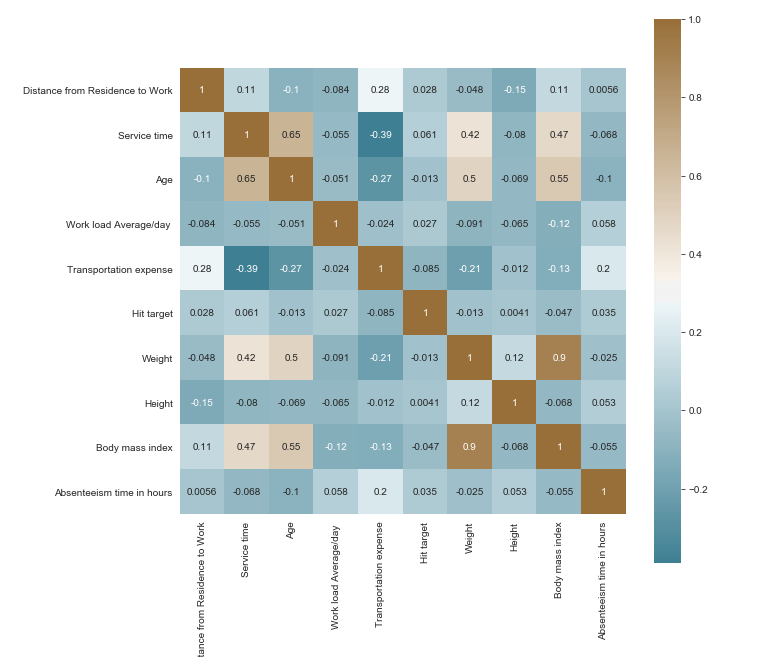 Distance from Residence to Work 1 0.11 -0.1 -0.084 0.28 0.028 -0.048 -0.15 0.11 0.0056
Service time 0.11 1 0.65 -0.055 -0.39 0.061 0.42 -0.08 0.47 -0.068
Age -0.1 0.65 1 -0.051 -0.27 -0.013 0.5 -0.069 0.55 -0.1
Work load Average/day -0.084 -0.055 -0.051 1 -0.024 0.027 -0.091 -0.065 -0.12 0.058
Transportation expense 0.28 -0.39 -0.27 -0.024 1 -0.085 -0.21 -0.012 -0.13 0.2
Hit target 0.028 0.061 -0.013 0.027 -0.085 1 -0.013 0.0041 -0.047 0.035
Weight -0.048 0.42 0.5 -0.091 -0.21 -0.013 1 0.12 0.9 -0.025
Height -0.15 -0.08 -0.069 -0.065 -0.012 0.0041 0.12 1 -0.068 0.053
Body mass index 0.11 0.47 0.55 -0.12 -0.13 -0.047 0.9 -0.068 1 -0.055
Absenteeism time in hours 0.0056 -0.068 -0.1 0.058 0.2 0.035 -0.025 0.053 -0.055 1
tance from Residence to Work
Service time
Age
Work load Average/day
Transportation expense
Hit target
Weight
Height
Body mass index
Absenteeism time in hours
1.0
0.8
0.6
0.4
0.2
0.0
−0.2